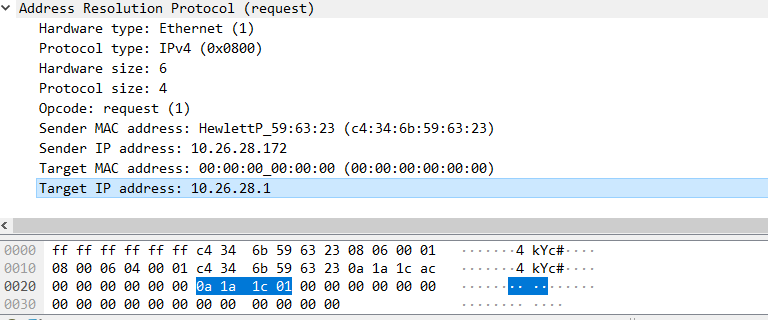 Address Resolution Protocol (request)
Hardware type: Ethernet (1)
Protocol type: IPv4 (0x0800)
Hardware size: 6
Protocol size: 4
Opcode: request (1)
Sender MAC address: HewlettP_59:63:23 (c4:34:6b:59:63:23)
Sender IP address: 10.26.28.172
Target MAC address: 00:00:00_00:00:00 (00:00:00:00:00:00)
Target IP address: 10.26.28.1
0000 ff ff ff ff ff ff c4 34 6b 59 63 23 08 06 00 01 ·······4 kYc#····
0010 08 00 06 04 00 01 c4 34 6b 59 63 23 0a 1a 1c ac ·······4 kYc#····
0020 00 00 00 00 00 00 0a 1a 1c 01 00 00 00 00 00 00 ········ ········
0030 00 00 00 00 00 00 00 00 00 00 00 00 ········ ····